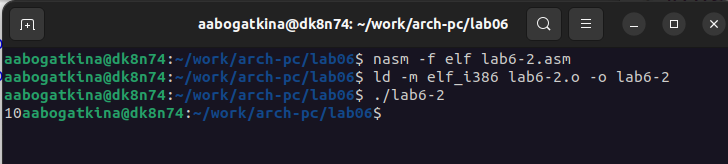 aabogatkina@dk8n74: ~/work/arch-pc/lab06
aabogatkina@dk8n74:~/work/arch-pc/lab06$ nasm -f elf lab6-2.asm
aabogatkina@dk8n74:~/work/arch-pc/lab06$ ld -m elf_i386 lab6-2.o -o lab6-2
aabogatkina@dk8n74:~/work/arch-pc/lab06$ ./lab6-2
10aabogatkina@dk8n74:~/work/arch-pc/lab06$